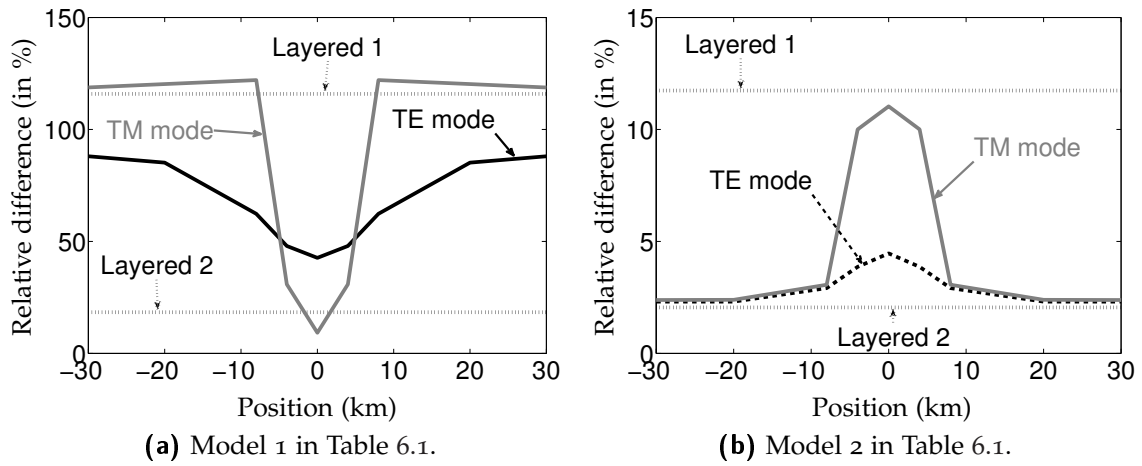 150
100
50
0
Relative difference (in %)
Layered 1
TM mode
TE mode
Layered 2
−30 −20 −10 0 10 20 30
Position (km)
(a) Model 1 in Table 6.1.
15
10
5
0
Relative difference (in %)
Layered 1
TM mode
TE mode
Layered 2
−30 −20 −10 0 10 20 30
Position (km)
(b) Model 2 in Table 6.1.